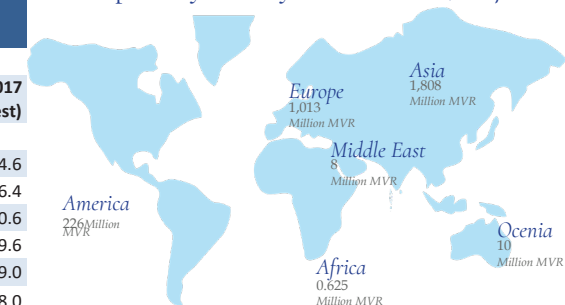 017
est)
4.6
6.4
0.6
9.6
9.0
8.0
Asia
1,808
Million MVR
Europe
1,013
Million MVR
Middle East
8
Million MVR
America
226Million
MVR
Ocenia
10
Million MVR
Africa
0.625
Million MVR